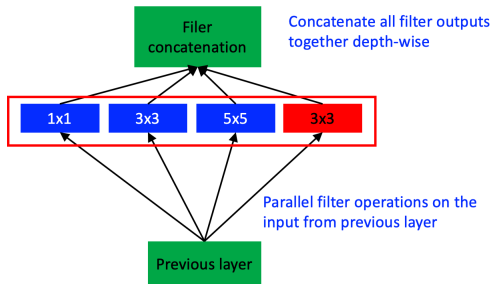 Filer
concatenation
Concatenate all filter outputs
together depth-wise
1x1
3x3
5x5
3x3
Parallel filter operations on the
input from previous layer
Previous layer